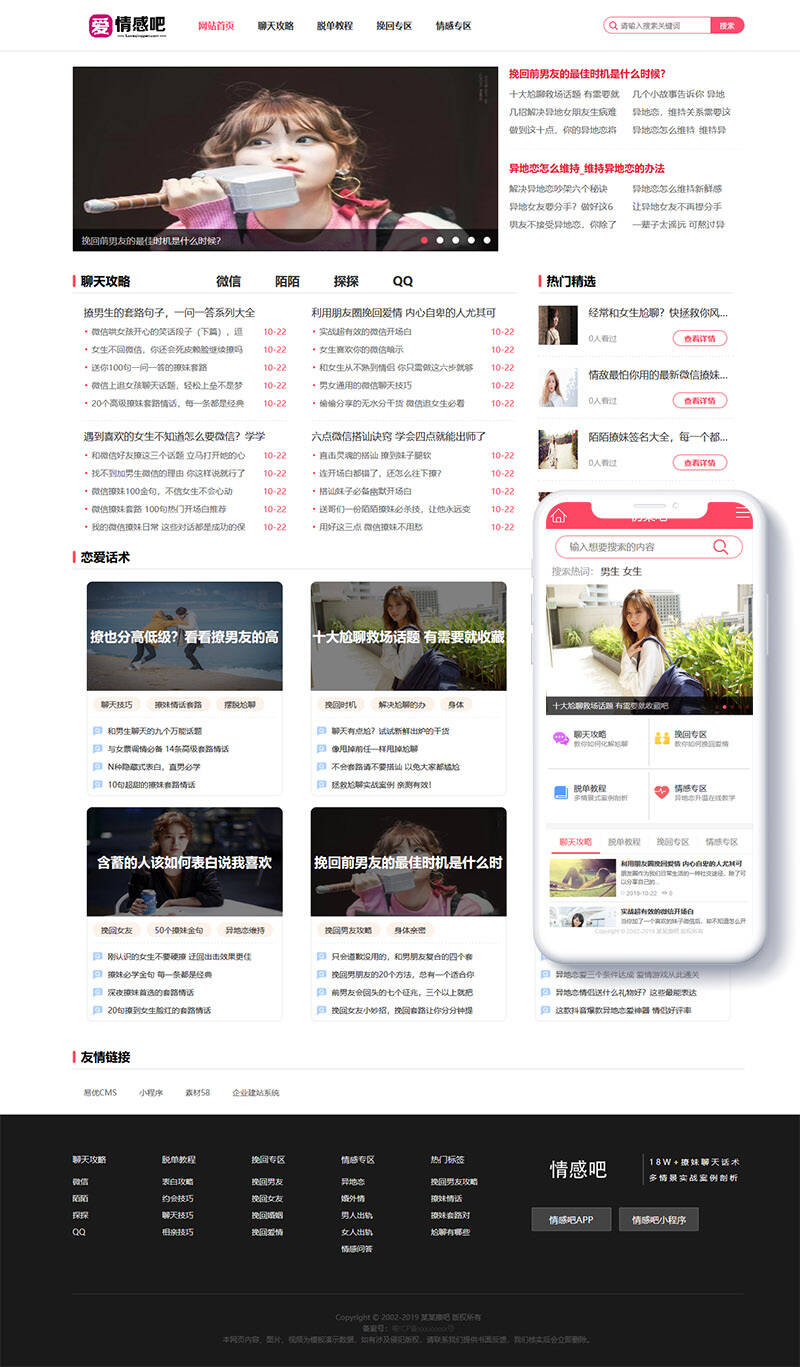 爱 情感吧
网站首页 聊天攻略 脱单教程 挽回专区 情感专区
请输入搜索关键词 搜索
挽回前男友的最佳时机是什么时候?
挽回前男友的最佳时机是什么时候?
十大尬聊救场话题 有需要就 几个小故事告诉你 异地
几招解决异地女朋友生病难 异地恋,维持关系需要这
做到这十点,你的异地恋将 异地恋怎么维持 维持异
异地恋怎么维持_维持异地恋的办法
解决异地恋吵架六个秘诀 异地恋怎么维持新鲜感
异地女友要分手?做好这6 让异地女友不再提分手
男友不接受异地恋,你除了 一辈子太遥远 可熬过异
聊天攻略 微信 陌陌 探探 QQ
撩男生的套路句子,一问一答系列大全
微信哄女孩开心的笑话段子(下篇),逗 10-22
女生不回微信,你还会死皮赖脸继续撩吗 10-22
送你100句一问一答的撩妹套路 10-22
微信上追女孩聊天话题,轻松上垒不是梦 10-22
20个高级撩妹套路情话,每一条都是经典 10-22
利用朋友圈挽回爱情 内心自卑的人尤其可
实战超有效的微信开场白 10-22
女生喜欢你的微信暗示 10-22
和女生从不熟到情侣 你只需做这六步就够 10-22
男女通用的微信聊天技巧 10-22
偷偷分享的无水分干货 微信追女生必看 10-22
遇到喜欢的女生不知道怎么要微信?学学
和微信好友撩这三个话题 立马打开她的心 10-22
找不到加男生微信的理由 你这样说就行了 10-22
微信撩妹100金句,不信女生不会心动 10-22
微信撩妹套路 100句热门开场白推荐 10-22
我的微信撩妹日常 这些对话都是成功的保 10-22
六点微信搭讪诀窍 学会四点就能出师了
直击灵魂的搭讪 撩到妹子腿软 10-22
连开场白都错了,还怎么往下撩? 10-22
搭讪妹子必备幽默开场白 10-22
送哥们一份陌陌撩妹必杀技,让他永远变 10-22
用好这三点 微信撩妹不用愁 10-22
热门精选
经常和女生尬聊?快拯救你风...
0人看过 查看详情
情敌最怕你用的最新微信撩妹...
0人看过 查看详情
陌陌撩妹签名大全,每一个都...
0人看过 查看详情
恋爱话术
撩也分高低级?看看撩男友的高
聊天技巧 撩妹情话套路 摆脱尬聊
和男生聊天的九个万能话题
与女票调情必备 14条高级套路情话
N种隐藏式表白,直男必学
10句超甜的撩妹套路情话
十大尬聊救场话题 有需要就收藏
挽回时机 解决尬聊的办 身体
聊天有点尬?试试新鲜出炉的干货
像甩掉前任一样甩掉尬聊
不会套路请不要搭讪 以免大家都尴尬
拯救尬聊实战案例 亲测有效!
含蓄的人该如何表白说我喜欢
挽回女友 50个撩妹金句 异地恋维持
刚认识的女生不要硬撩 迂回出击效果更佳
撩妹必学金句 每一条都是经典
深夜撩妹首选的套路情话
20句撩到女生脸红的套路情话
挽回前男友的最佳时机是什么时
挽回男友攻略 身体亲密
只会道歉没用的,和男朋友复合的四个套
挽回男朋友的20个方法,总有一个适合你
前男友会回头的七个征兆,三个以上就把
挽回女友小妙招,挽回套路让你分分钟提
异地恋爱三个条件达成 爱情游戏从此通关
异地恋情侣送什么礼物好?这些最能表达
这款抖音爆款异地恋爱神器 情侣好评率
输入想要搜索的内容
搜索热词: 男生 女生
十大尬聊救场话题 有需要就收藏吧
聊天攻略
教你如何化解尬聊
挽回专区
教你如何挽回爱情
脱单教程
多情景式案例剖析
情感专区
异地恋升温在线教学
聊天攻略 脱单教程 挽回专区 情感专区
利用朋友圈挽回爱情 内心自卑的人尤其可
朋友圈作为我们日常生活的一种社交途径,除了可
以分享自己的...
2019-10-22 0
实战超有效的微信开场白
当你加了一个喜欢的妹子微信后,却不知道怎么开
Copyright © 2002-2019 某某撩吧 版权所有
友情链接
易优CMS 小程序 素材58 企业建站系统
聊天攻略
微信
陌陌
探探
QQ
脱单教程
表白攻略
约会技巧
聊天技巧
相亲技巧
挽回专区
挽回男友
挽回女友
挽回婚姻
挽回爱情
情感专区
异地恋
婚外情
男人出轨
女人出轨
情感问答
热门标签
挽回男友攻略
撩妹情话
撩妹套路对
尬聊有哪些
情感吧
18W+撩妹聊天话术
多情景实战案例剖析
情感吧APP 情感吧小程序
Copyright © 2002-2019 某某撩吧 版权所有
备案号:
本网页内容、图片、视频为模板演示数据,如有涉及侵犯版权,请联系我们提供书面反馈,我们核实后会立即删除。